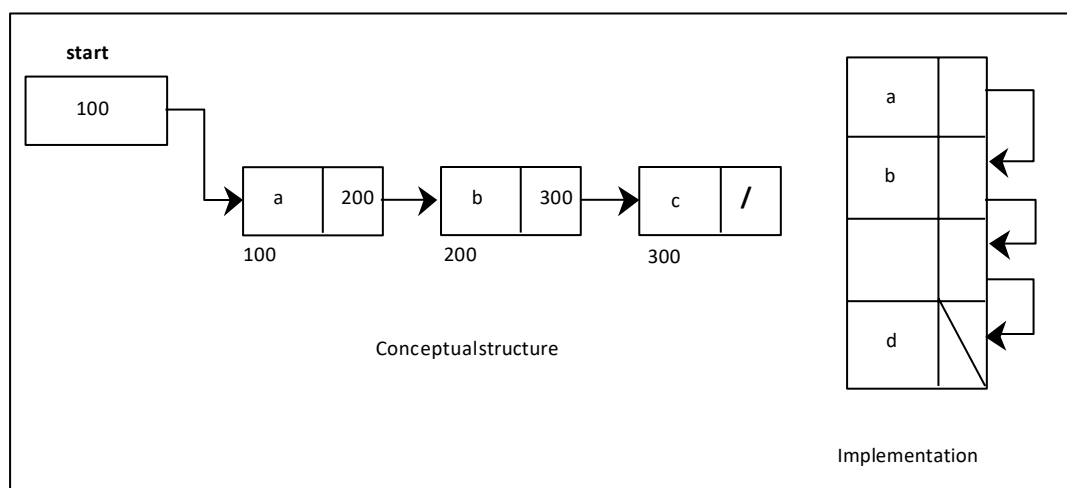 start
100
a 200 b 300 c /
100 200 300
Conceptualstructure
a
b
d
Implementation